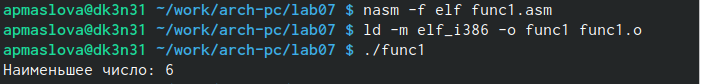 apmaslova@dk3n31 ~/work/arch-pc/lab07 $ nasm -f elf func1.asm
apmaslova@dk3n31 ~/work/arch-pc/lab07 $ ld -m elf_i386 -o func1 func1.o
apmaslova@dk3n31 ~/work/arch-pc/lab07 $ ./func1
Наименьшее число: 6